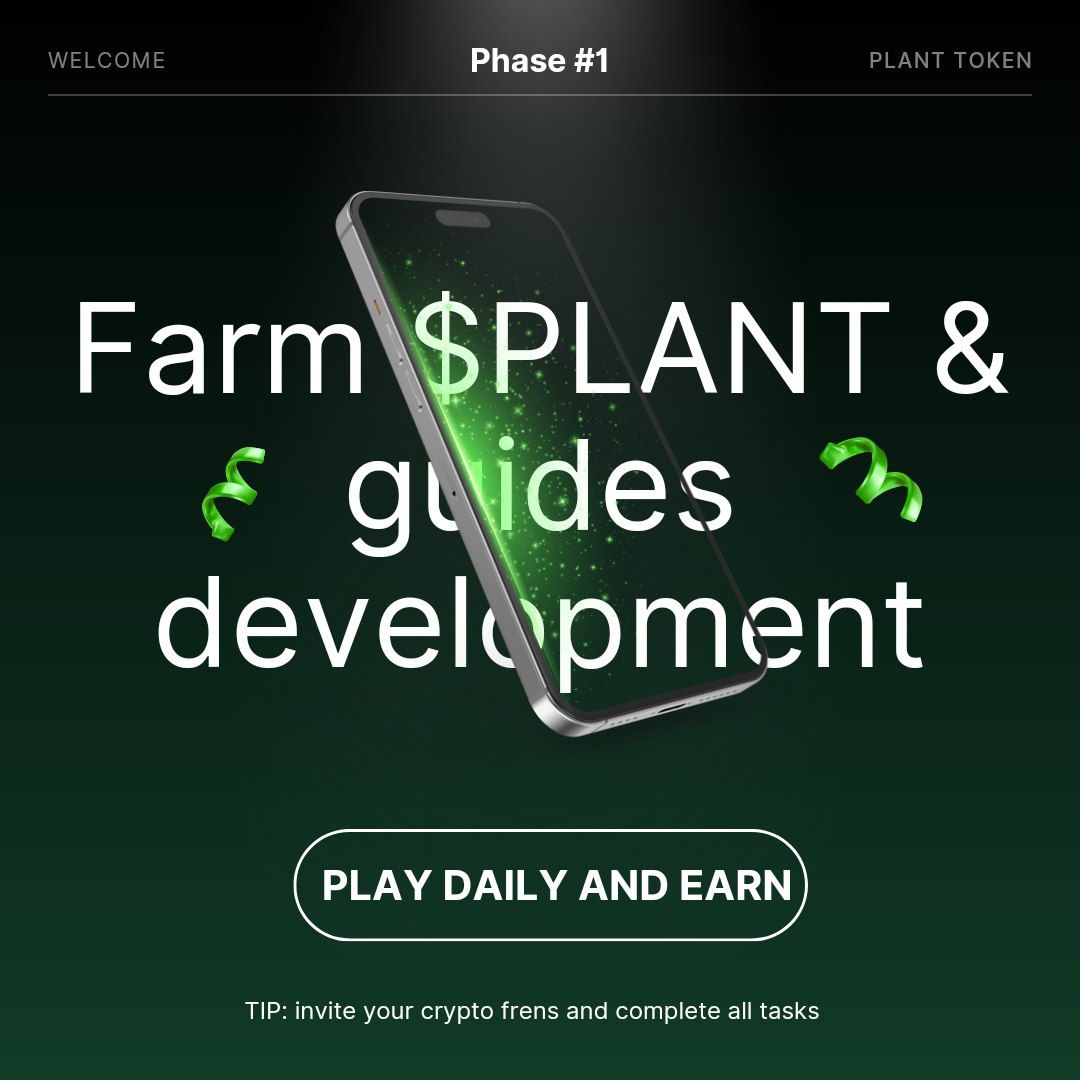 WELCOME
Phase #1
PLANT TOKEN
Farm $PLANT &
guides
development
PLAY DAILY AND EARN
TIP: invite your crypto frens and complete all tasks